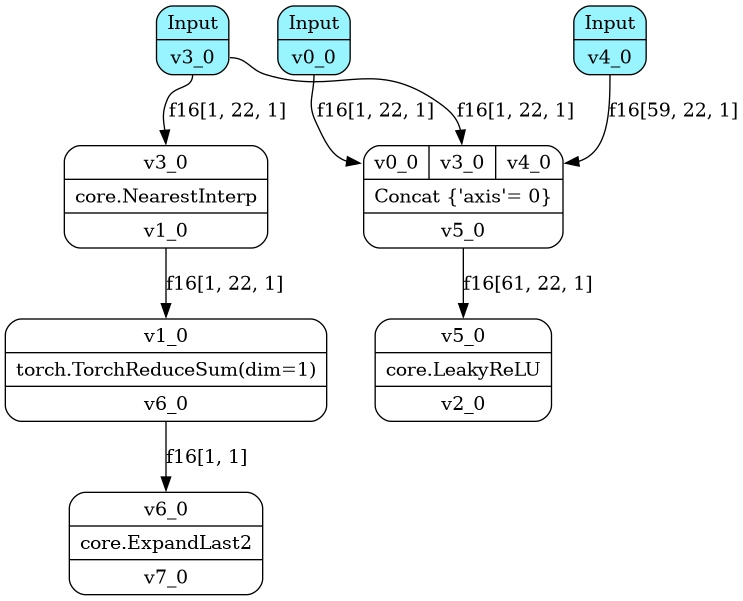 Input
v3_0
Input
v0_0
Input
v4_0
f16[1, 22, 1]
f16[1, 22, 1]
f16[1, 22, 1]
f16[59, 22, 1]
v3_0
core.NearestInterp
v1_0
v0_0
v3_0
v4_0
Concat {'axis'= 0}
v5_0
f16[1, 22, 1]
f16[61, 22, 1]
v1_0
torch.TorchReduceSum(dim=1)
v6_0
v5_0
core.LeakyReLU
v2_0
f16[1, 1]
v6_0
core.ExpandLast2
v7_0